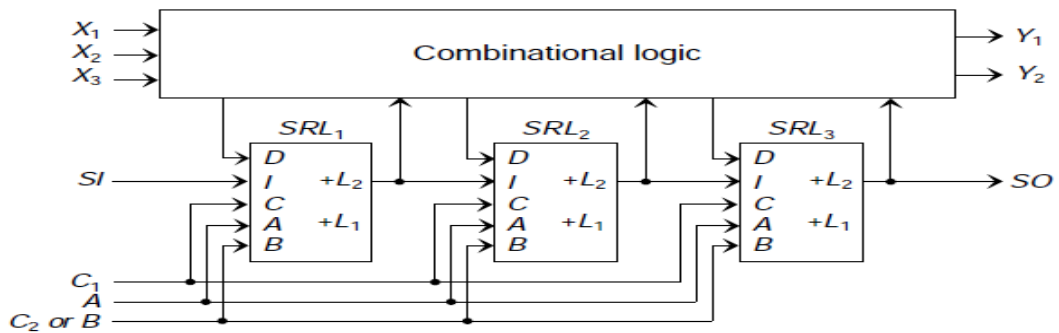 X₁
X₂
X₃
Combinational logic
Y₁
Y₂
SRL₁
SRL₂
SRL₃
SI
D
I
C
A
B
+L₂
+L₁
D
I
C
A
B
+L₂
+L₁
D
I
C
A
B
+L₂
+L₁
SO
C₁
A
C₂ or B